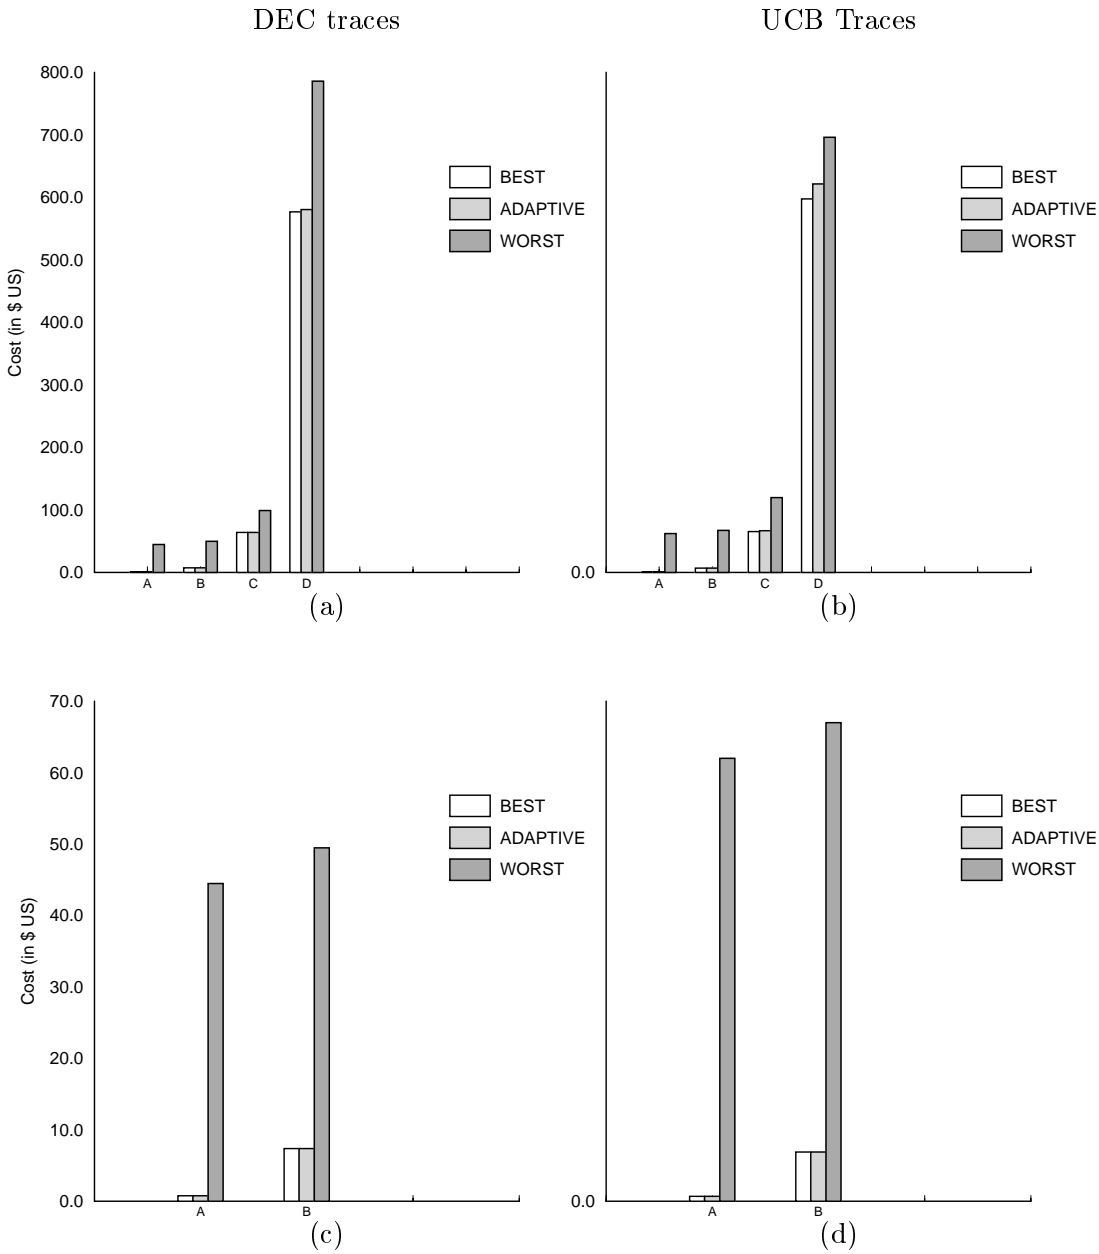 DEC traces
UCB Traces
Cost (in $ US)
800.0
700.0
600.0
500.0
400.0
300.0
200.0
100.0
0.0
BEST
ADAPTIVE
WORST
A B C D
(a)
0.0
BEST
ADAPTIVE
WORST
A B C D
(b)
Cost (in $ US)
70.0
60.0
50.0
40.0
30.0
20.0
10.0
0.0
BEST
ADAPTIVE
WORST
A B
(c)
0.0
BEST
ADAPTIVE
WORST
A B
(d)